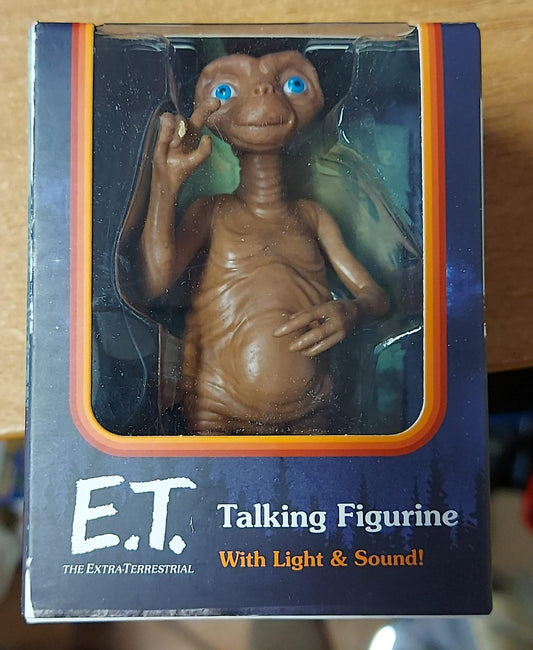 E.T.
THE EXTRA-TERRESTRIAL
Talking Figurine
With Light & Sound!